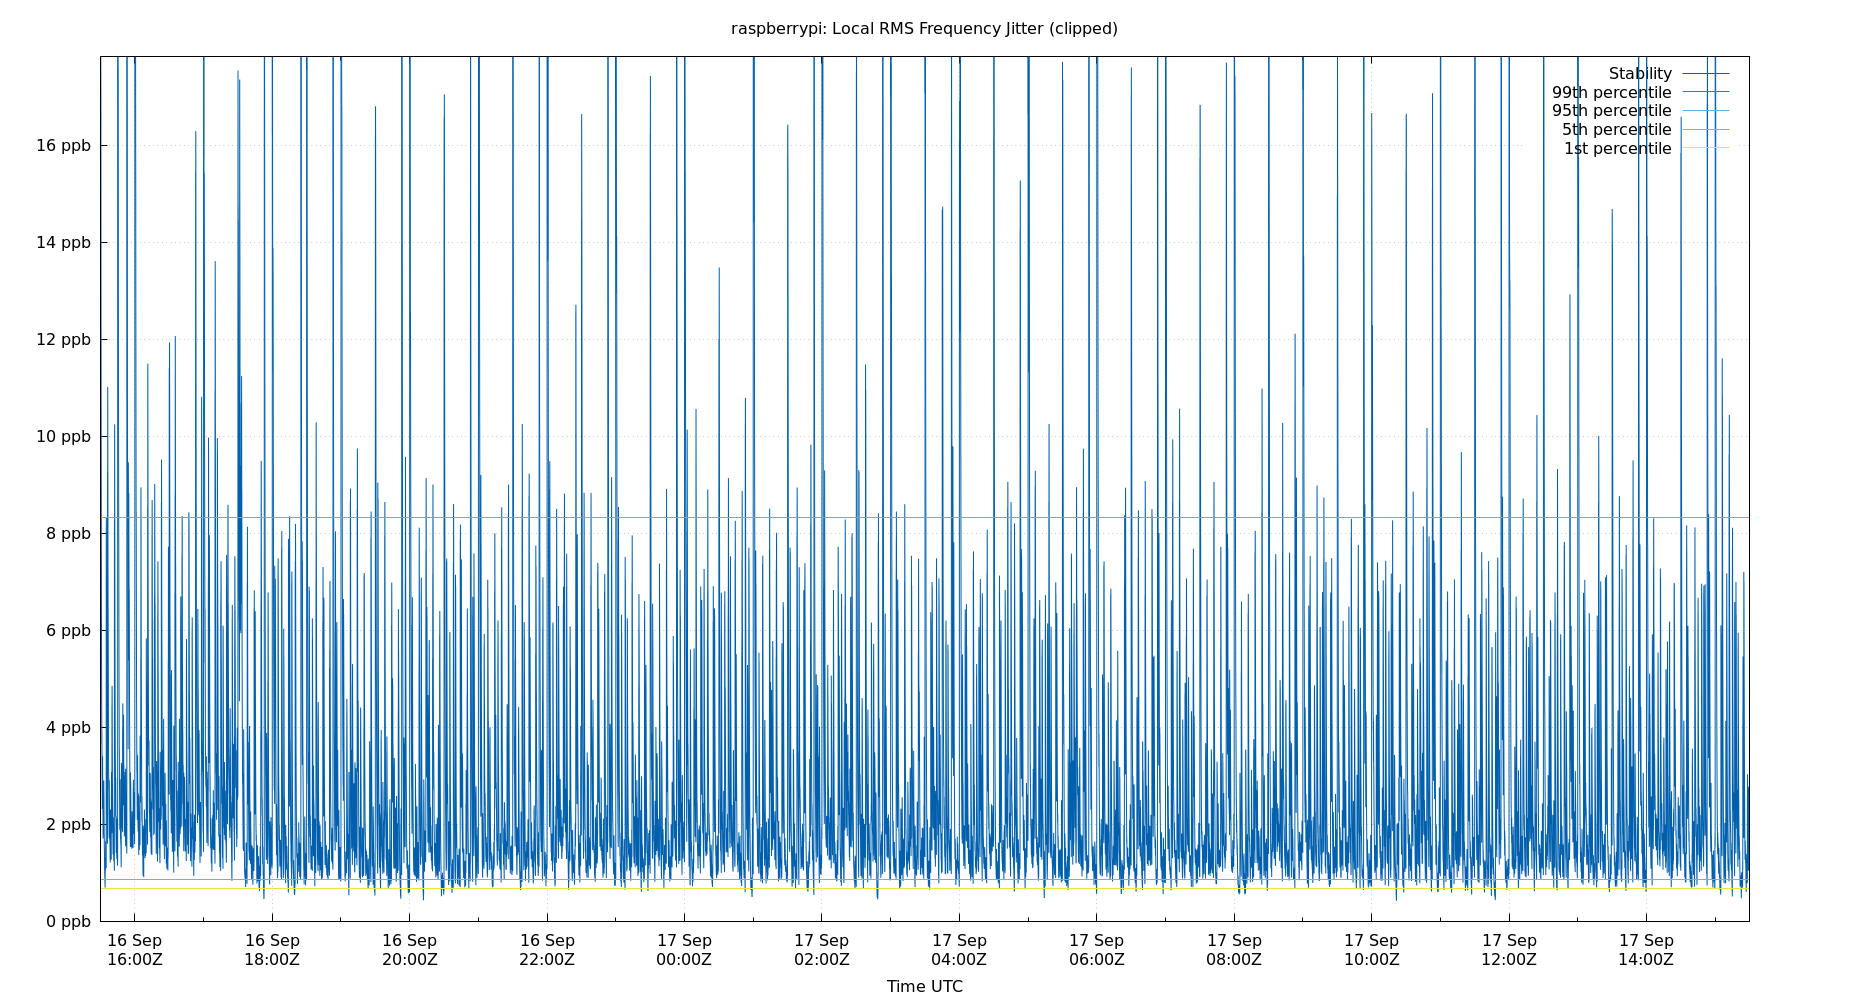 raspberrypi: Local RMS Frequency Jitter (clipped)
Stability
99th percentile
95th percentile
5th percentile
1st percentile
16 ppb
14 ppb
12 ppb
10 ppb
8 ppb
6 ppb
4 ppb
2 ppb
0 ppb
16 Sep 16 Sep 16 Sep 16 Sep 17 Sep 17 Sep 17 Sep 17 Sep 17 Sep 17 Sep 17 Sep 17 Sep
16:00Z 18:00Z 20:00Z 22:00Z 00:00Z 02:00Z 04:00Z 06:00Z 08:00Z 10:00Z 12:00Z 14:00Z
Time UTC